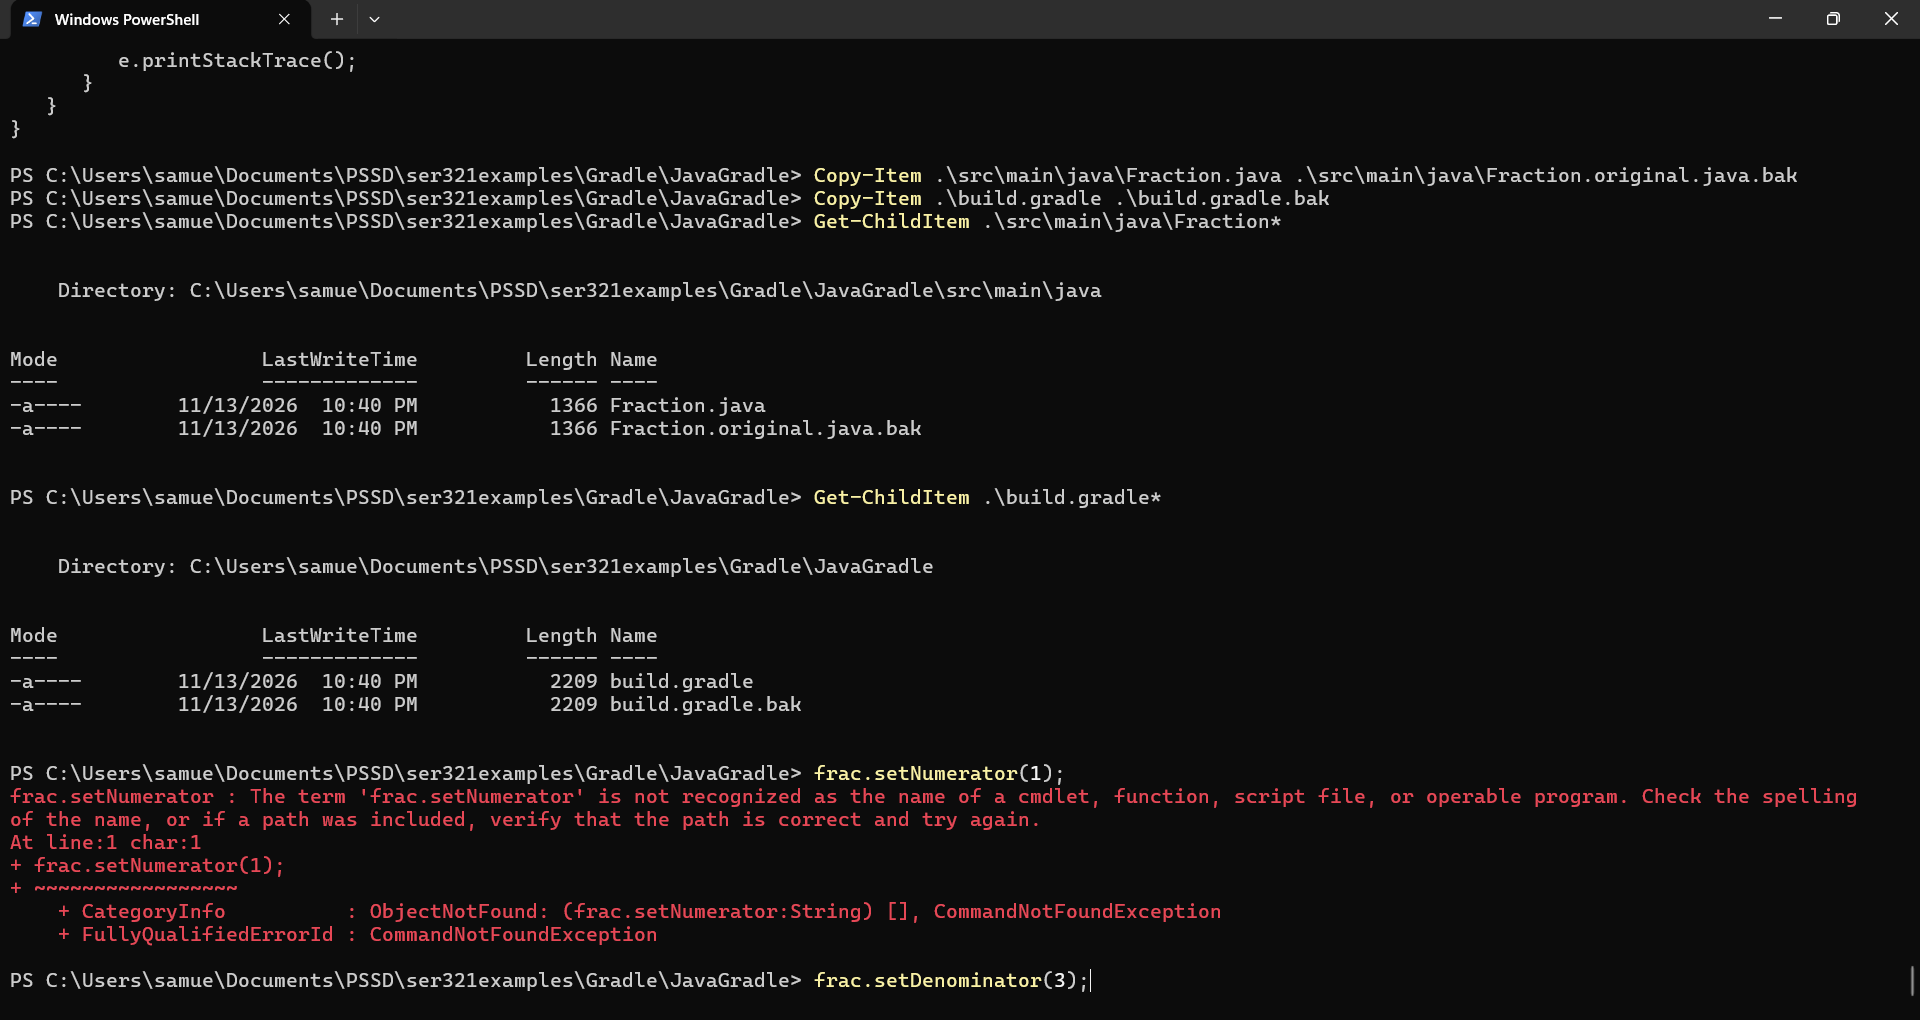 Windows PowerShell
e.printStackTrace();
}
}
}
PS C:\Users\samue\Documents\PSSD\ser321examples\Gradle\JavaGradle> Copy-Item .\src\main\java\Fraction.java .\src\main\java\Fraction.original.java.bak
PS C:\Users\samue\Documents\PSSD\ser321examples\Gradle\JavaGradle> Copy-Item .\build.gradle .\build.gradle.bak
PS C:\Users\samue\Documents\PSSD\ser321examples\Gradle\JavaGradle> Get-ChildItem .\src\main\java\Fraction*
Directory: C:\Users\samue\Documents\PSSD\ser321examples\Gradle\JavaGradle\src\main\java
Mode                 LastWriteTime         Length Name
----                 -------------         ------ ----
-a----        11/13/2026  10:40 PM           1366 Fraction.java
-a----        11/13/2026  10:40 PM           1366 Fraction.original.java.bak
PS C:\Users\samue\Documents\PSSD\ser321examples\Gradle\JavaGradle> Get-ChildItem .\build.gradle*
Directory: C:\Users\samue\Documents\PSSD\ser321examples\Gradle\JavaGradle
Mode                 LastWriteTime         Length Name
----                 -------------         ------ ----
-a----        11/13/2026  10:40 PM           2209 build.gradle
-a----        11/13/2026  10:40 PM           2209 build.gradle.bak
PS C:\Users\samue\Documents\PSSD\ser321examples\Gradle\JavaGradle> frac.setNumerator(1);
frac.setNumerator : The term 'frac.setNumerator' is not recognized as the name of a cmdlet, function, script file, or operable program. Check the spelling
of the name, or if a path was included, verify that the path is correct and try again.
At line:1 char:1
+ frac.setNumerator(1);
+ ~~~~~~~~~~~~~~~~~
+ CategoryInfo          : ObjectNotFound: (frac.setNumerator:String) [], CommandNotFoundException
+ FullyQualifiedErrorId : CommandNotFoundException
PS C:\Users\samue\Documents\PSSD\ser321examples\Gradle\JavaGradle> frac.setDenominator(3);